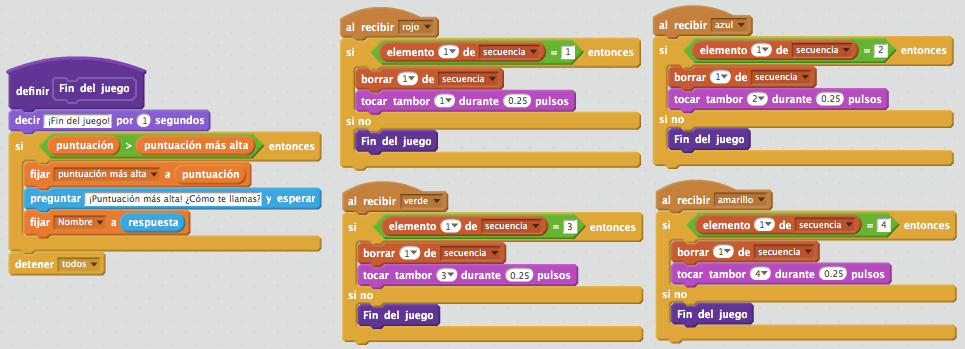 definir Fin del juego
decir ¡Fin del juego! por 1 segundos
si puntuación > puntuación más alta entonces
fijar puntuación más alta a puntuación
preguntar ¡Puntuación más alta! ¿Cómo te llamas? y esperar
fijar Nombre a respuesta
detener todos
al recibir rojo
si elemento 1 de secuencia = 1 entonces
borrar 1 de secuencia
tocar tambor 1 durante 0.25 pulsos
si no
Fin del juego
al recibir azul
si elemento 1 de secuencia = 2 entonces
borrar 1 de secuencia
tocar tambor 2 durante 0.25 pulsos
si no
Fin del juego
al recibir verde
si elemento 1 de secuencia = 3 entonces
borrar 1 de secuencia
tocar tambor 3 durante 0.25 pulsos
si no
Fin del juego
al recibir amarillo
si elemento 1 de secuencia = 4 entonces
borrar 1 de secuencia
tocar tambor 4 durante 0.25 pulsos
si no
Fin del juego